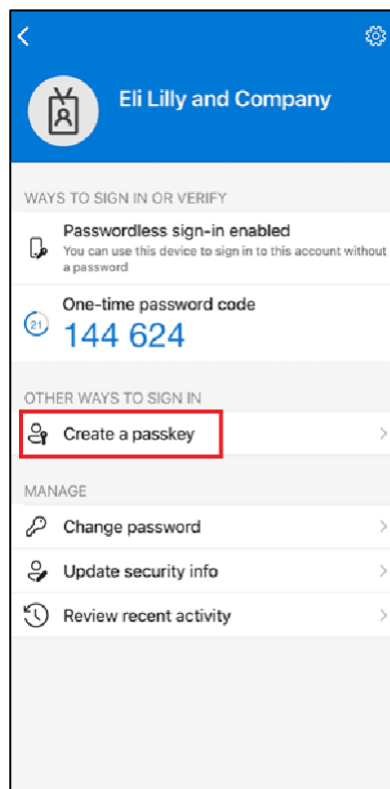 Eli Lilly and Company
WAYS TO SIGN IN OR VERIFY
Passwordless sign-in enabled
You can use this device to sign in to this account without
a password
One-time password code
21
144 624
OTHER WAYS TO SIGN IN
Create a passkey
MANAGE
Change password
Update security info
Review recent activity